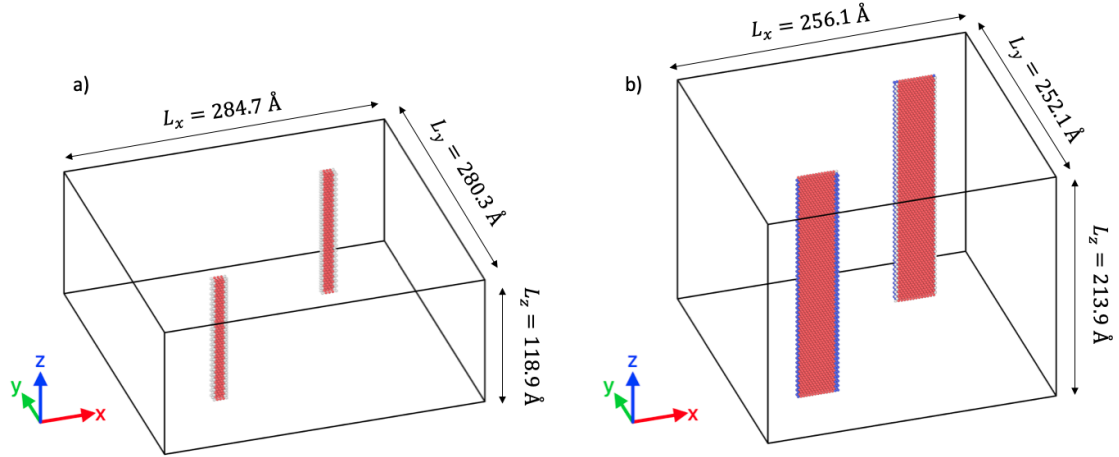 a)
L_x = 284.7 Å
L_y = 280.3 Å
L_z = 118.9 Å
z
y
x
b)
L_x = 256.1 Å
L_y = 252.1 Å
L_z = 213.9 Å
z
y
x